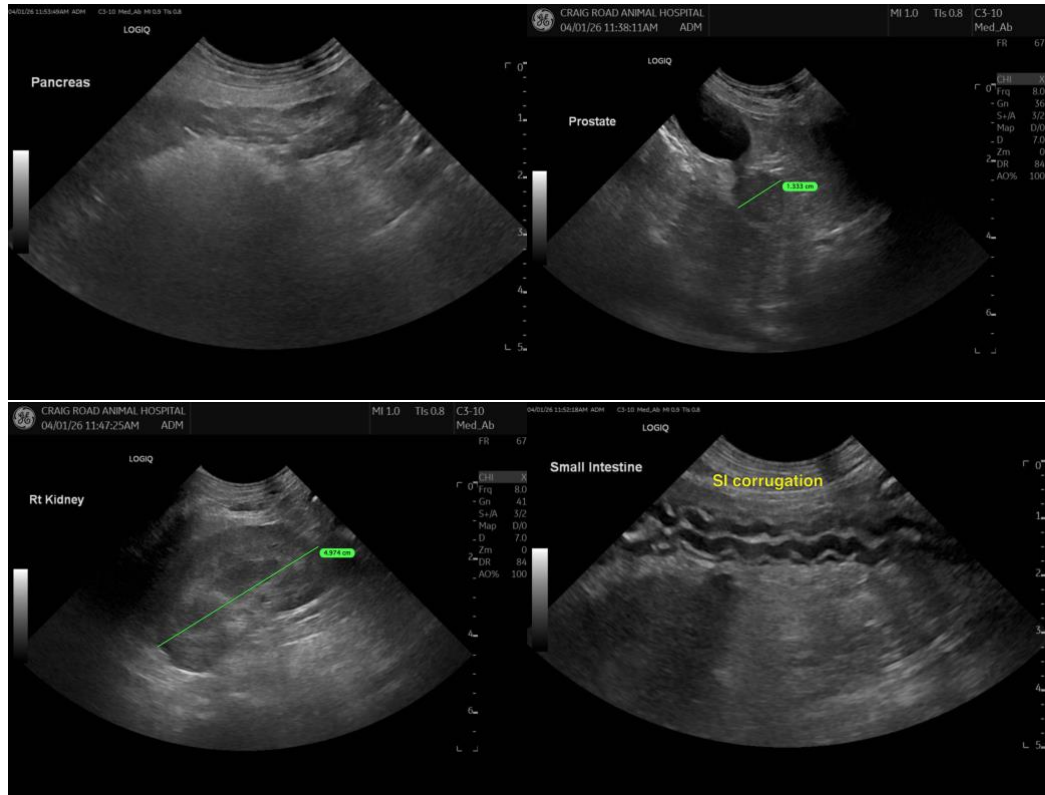 04/01/26 11:53:49AM ADM C3-10 Med_Ab MI 0.9 TIs 0.8
LOGIQ
Pancreas
0
1
2
3
4
5
CRAIG ROAD ANIMAL HOSPITAL
04/01/26 11:38:11AM ADM
MI 1.0 TIs 0.8 C3-10
Med_Ab
LOGIQ
Prostate
FR 67
CHI X
Frq 8.0
Gn 36
S+/A 3/2
Map D/0
D 7.0
Zm 0
DR 84
AO% 100
1.333 cm
0
2
4
6
CRAIG ROAD ANIMAL HOSPITAL
04/01/26 11:47:25AM ADM
MI 1.0 TIs 0.8 C3-10
Med_Ab
LOGIQ
Rt Kidney
FR 67
CHI X
Frq 8.0
Gn 41
S+/A 3/2
Map D/0
D 7.0
Zm 0
DR 84
AO% 100
4.974 cm
0
2
4
6
04/01/26 11:52:18AM ADM C3-10 Med_Ab MI 0.9 TIs 0.8
LOGIQ
Small Intestine
SI corrugation
0
1
2
3
4
5